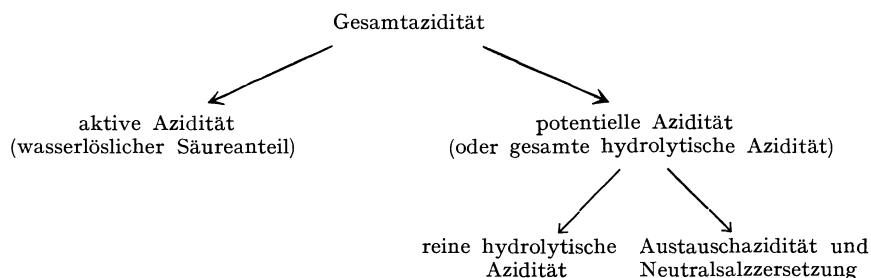 Gesamtazidität
aktive Azidität
(wasserlöslicher Säureanteil)
potentielle Azidität
(oder gesamte hydrolytische Azidität)
reine hydrolytische
Azidität
Austauschazidität und
Neutralsalzzersetzung